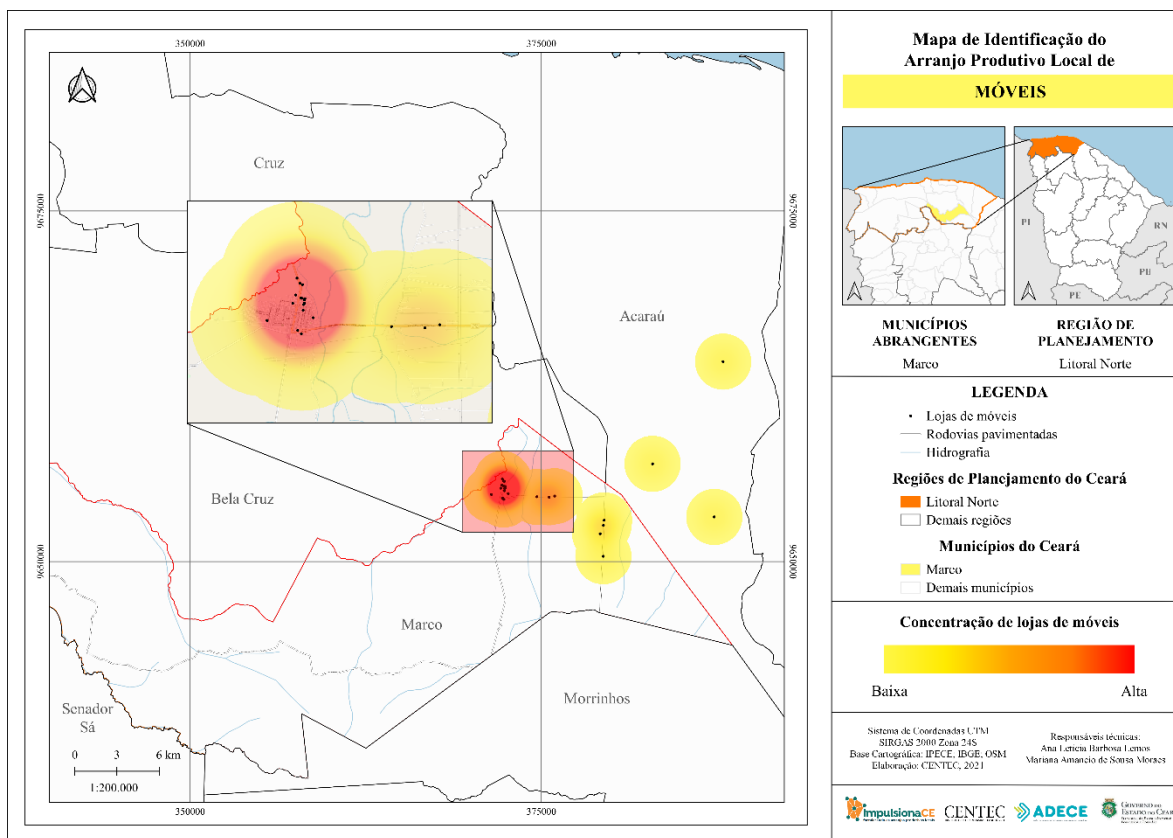 350000
375000
Cruz
9675000
9675000
Acaraú
Bela Cruz
9650000
9650000
Marco
Senador
Sá
Morrinhos
0 3 6 km
1:200.000
350000
375000
Mapa de Identificação do
Arranjo Produtivo Local de
MÓVEIS
PI
RN
PB
PE
MUNICÍPIOS
ABRANGENTES
Marco
REGIÃO DE
PLANEJAMENTO
Litoral Norte
LEGENDA
Lojas de móveis
Rodovias pavimentadas
Hidrografia
Regiões de Planejamento do Ceará
Litoral Norte
Demais regiões
Municípios do Ceará
Marco
Demais municípios
Concentração de lojas de móveis
Baixa
Alta
Sistema de Coordenadas UTM
SIRGAS 2000 Zona 24S
Base Cartográfica: IPECE, IBGE, OSM
Elaboração: CENTEC, 2021
Responsáveis técnicas:
Ana Letícia Barbosa Lemos
Mariana Amancio de Sousa Moraes
ImpulsionaCE
CENTEC
ADECE
GOVERNO DO
ESTADO DO CEARÁ